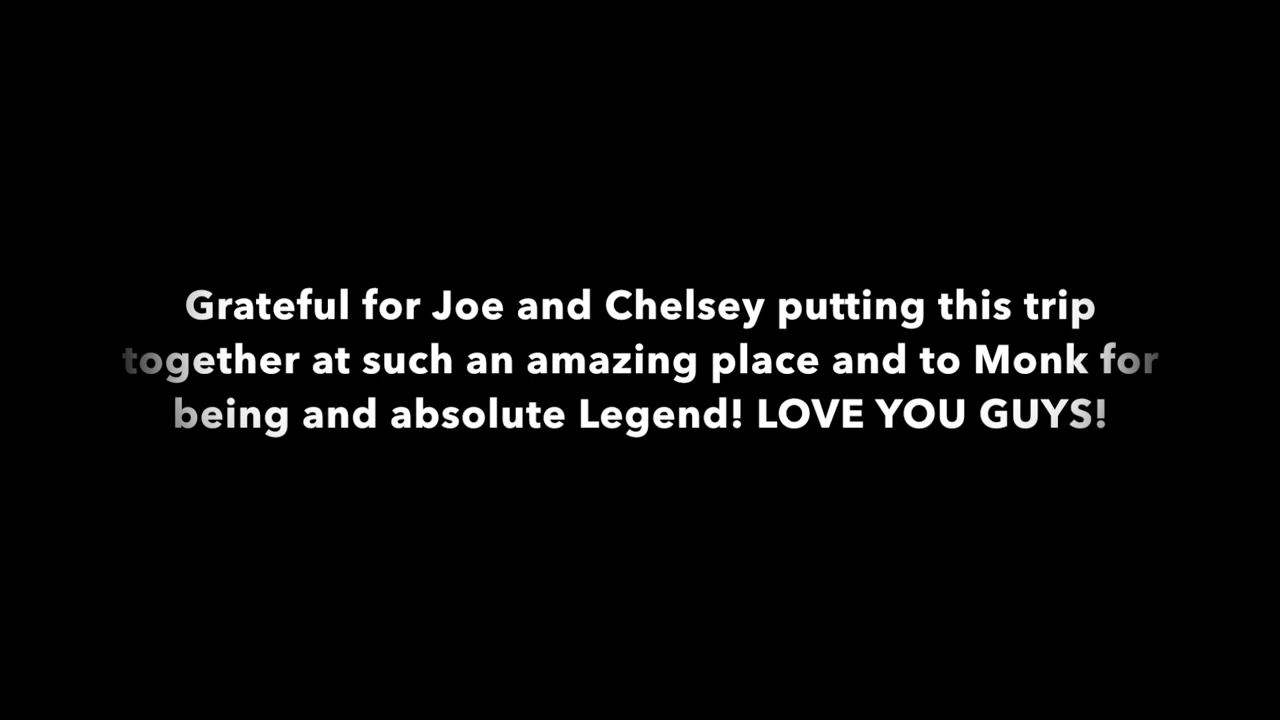 Grateful for Joe and Chelsey putting this trip
together at such an amazing place and to Monk for
being and absolute Legend! LOVE YOU GUYS!